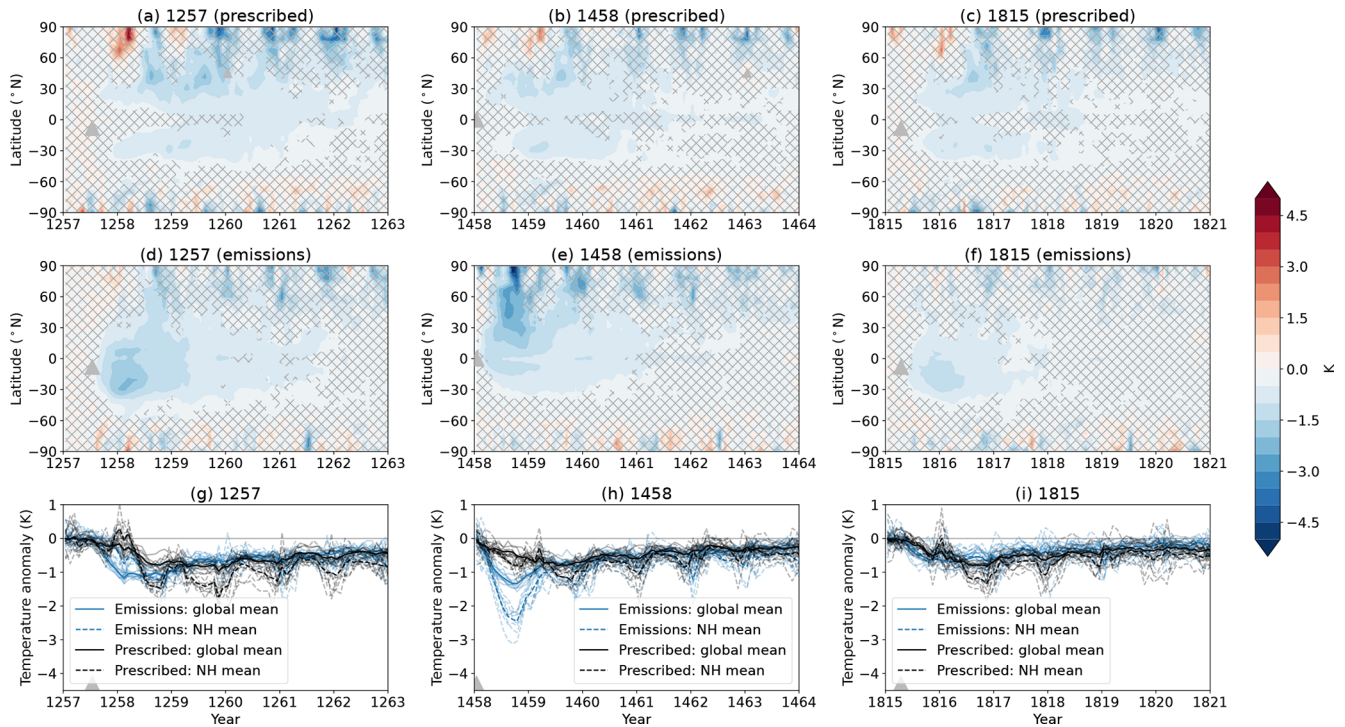 (a) 1257 (prescribed)
90
60
30
0
−30
−60
−90
Latitude (°N)
1257 1258 1259 1260 1261 1262 1263
(b) 1458 (prescribed)
90
60
30
0
−30
−60
−90
Latitude (°N)
1458 1459 1460 1461 1462 1463 1464
(c) 1815 (prescribed)
90
60
30
0
−30
−60
−90
Latitude (°N)
1815 1816 1817 1818 1819 1820 1821
(d) 1257 (emissions)
90
60
30
0
−30
−60
−90
Latitude (°N)
1257 1258 1259 1260 1261 1262 1263
(e) 1458 (emissions)
90
60
30
0
−30
−60
−90
Latitude (°N)
1458 1459 1460 1461 1462 1463 1464
(f) 1815 (emissions)
90
60
30
0
−30
−60
−90
Latitude (°N)
1815 1816 1817 1818 1819 1820 1821
4.5
3.0
1.5
0.0
−1.5
−3.0
−4.5
K
(g) 1257
1
0
−1
−2
−3
−4
Temperature anomaly (K)
Emissions: global mean
Emissions: NH mean
Prescribed: global mean
Prescribed: NH mean
1257 1258 1259 1260 1261 1262 1263
Year
(h) 1458
1
0
−1
−2
−3
−4
Temperature anomaly (K)
Emissions: global mean
Emissions: NH mean
Prescribed: global mean
Prescribed: NH mean
1458 1459 1460 1461 1462 1463 1464
Year
(i) 1815
1
0
−1
−2
−3
−4
Temperature anomaly (K)
Emissions: global mean
Emissions: NH mean
Prescribed: global mean
Prescribed: NH mean
1815 1816 1817 1818 1819 1820 1821
Year